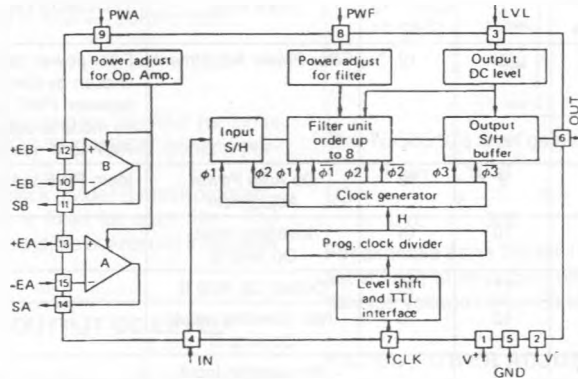 PWA PWF LVL
9 8 3
Power adjust
for Op. Amp.
Power adjust
for filter
Output
DC level
OUT
6
+EB 12 + B
−EB 10 −
SB 11
Input
S/H
Filter unit
order up
to 8
Output
S/H
buffer
ϕ1 ϕ2 ϕ1 ϕ1 ϕ2 ϕ2 ϕ3 ϕ3
Clock generator
H
+EA 13 + A
−EA 15 −
SA 14
Prog. clock divider
Level shift
and TTL
interface
4 7 1 5 2
IN CLK V+ GND V−